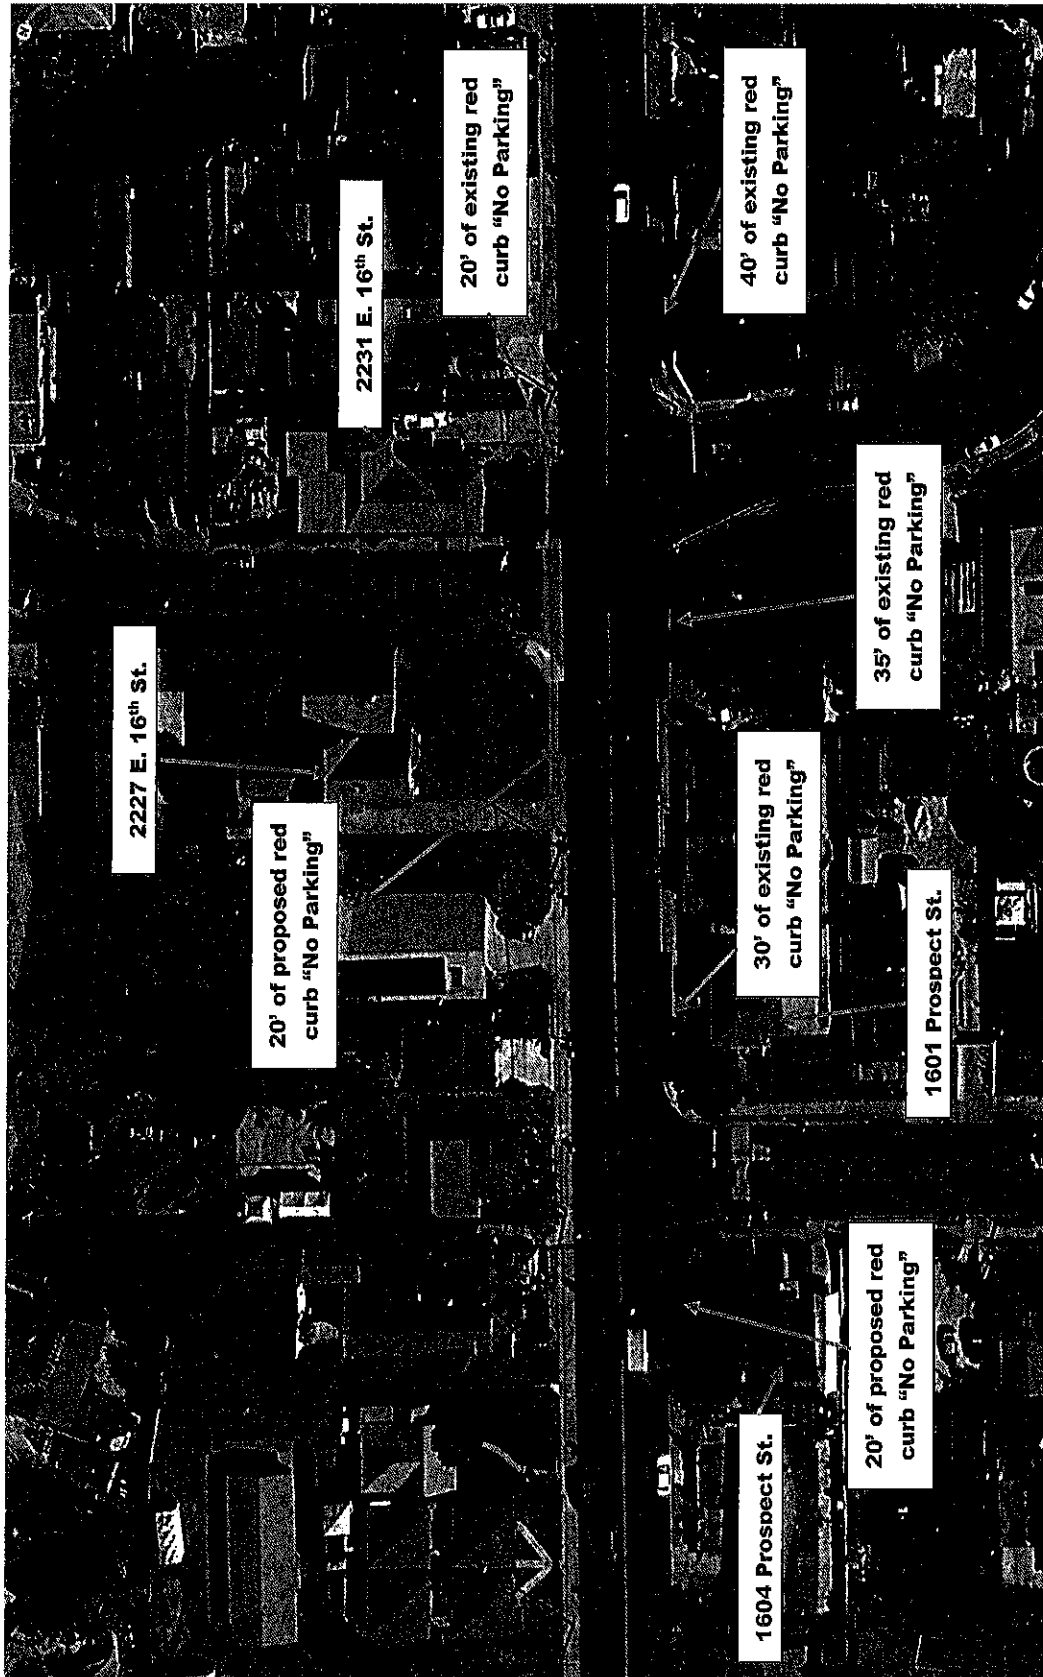 2227 E. 16th St.
2231 E. 16th St.
20' of proposed red
curb “No Parking”
20' of existing red
curb “No Parking”
1604 Prospect St.
20' of proposed red
curb “No Parking”
30' of existing red
curb “No Parking”
1601 Prospect St.
35' of existing red
curb “No Parking”
40' of existing red
curb “No Parking”